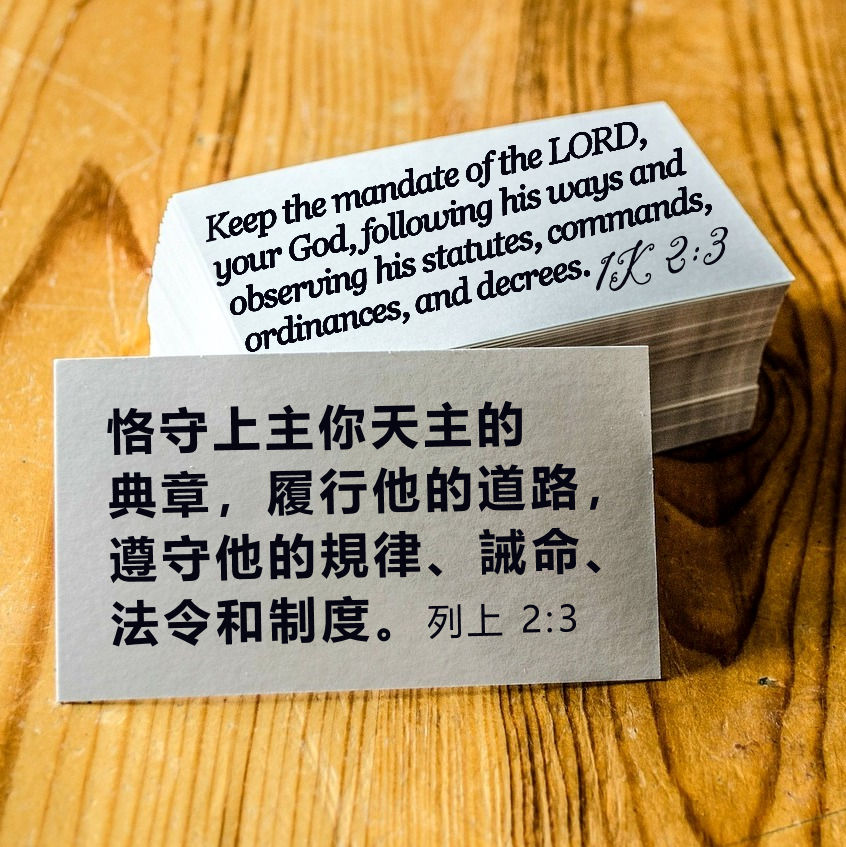 Keep the mandate of the LORD,
your God, following his ways and
observing his statutes, commands,
ordinances, and decrees. 1K 2:3
恪守上主你天主的
典章，履行他的道路，
遵守他的規律、誡命、
法令和制度。列上 2:3